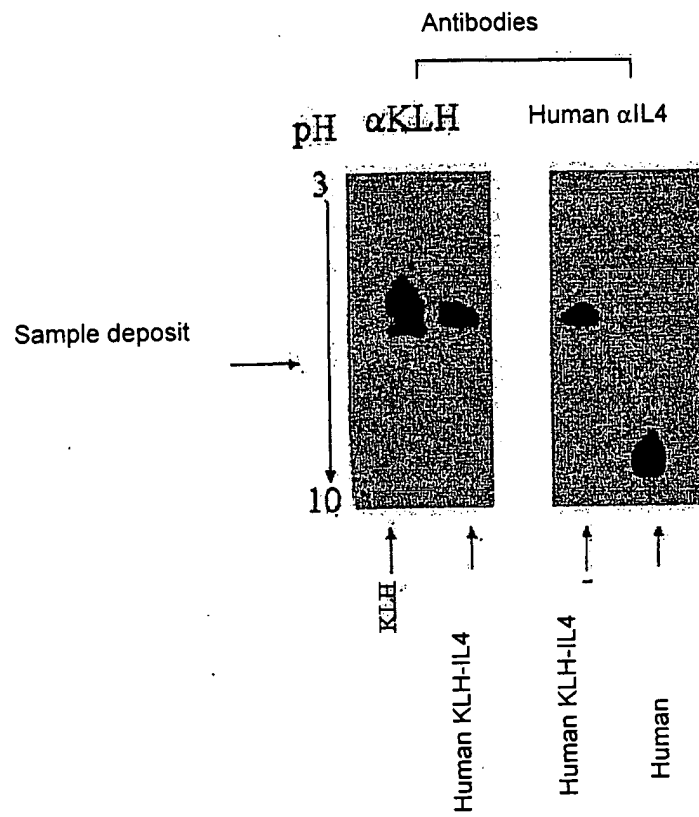 Antibodies
pH
αKLH
Human αIL4
3
Sample deposit
10
KLH
Human KLH-IL4
Human KLH-IL4
Human